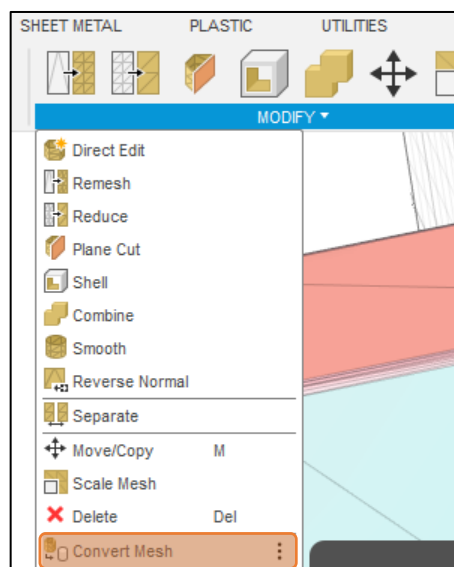 SHEET METAL PLASTIC UTILITIES
MODIFY
Direct Edit
Remesh
Reduce
Plane Cut
Shell
Combine
Smooth
Reverse Normal
Separate
Move/Copy M
Scale Mesh
Delete Del
Convert Mesh